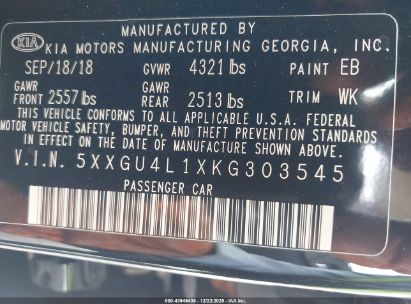 MANUFACTURED BY
KIA KIA MOTORS MANUFACTURING GEORGIA, INC.
SEP/18/18 GVWR 4321 lbs PAINT EB
GAWR GAWR
FRONT 2557lbs REAR 2513 lbs TRIM WK
THIS VEHICLE CONFORMS TO ALL APPLICABLE U.S.A. FEDERAL
MOTOR VEHICLE SAFETY, BUMPER, AND THEFT PREVENTION STANDARDS
IN EFFECT ON THE DATE OF MANUFACTURE SHOWN ABOVE.
V.I.N. 5XXGU4L1XKG303545
PASSENGER CAR